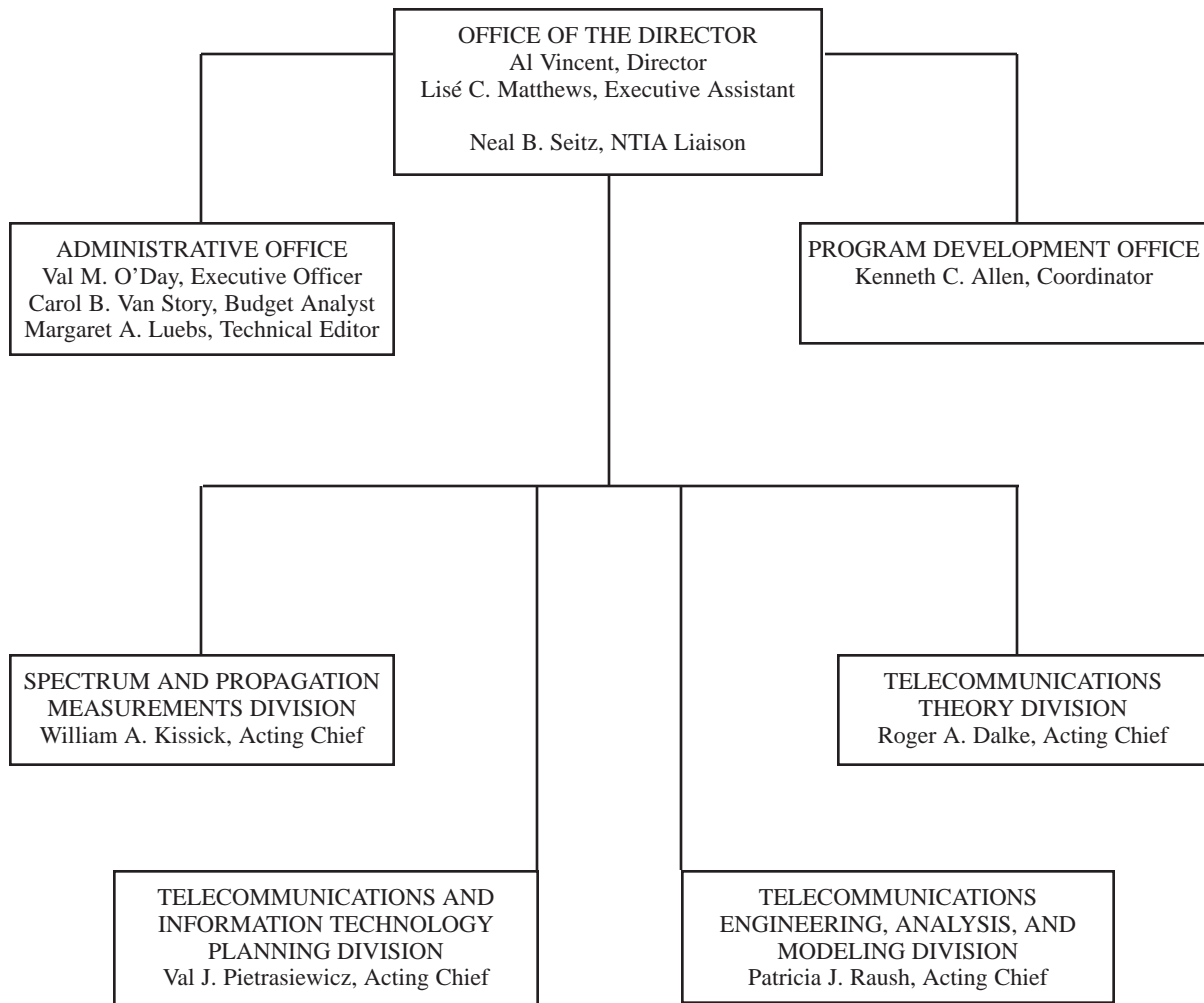 OFFICE OF THE DIRECTOR
Al Vincent, Director
Lisé C. Matthews, Executive Assistant
Neal B. Seitz, NTIA Liaison
ADMINISTRATIVE OFFICE
Val M. O’Day, Executive Officer
Carol B. Van Story, Budget Analyst
Margaret A. Luebs, Technical Editor
PROGRAM DEVELOPMENT OFFICE
Kenneth C. Allen, Coordinator
SPECTRUM AND PROPAGATION
MEASUREMENTS DIVISION
William A. Kissick, Acting Chief
TELECOMMUNICATIONS
THEORY DIVISION
Roger A. Dalke, Acting Chief
TELECOMMUNICATIONS AND
INFORMATION TECHNOLOGY
PLANNING DIVISION
Val J. Pietrasiewicz, Acting Chief
TELECOMMUNICATIONS
ENGINEERING, ANALYSIS, AND
MODELING DIVISION
Patricia J. Raush, Acting Chief